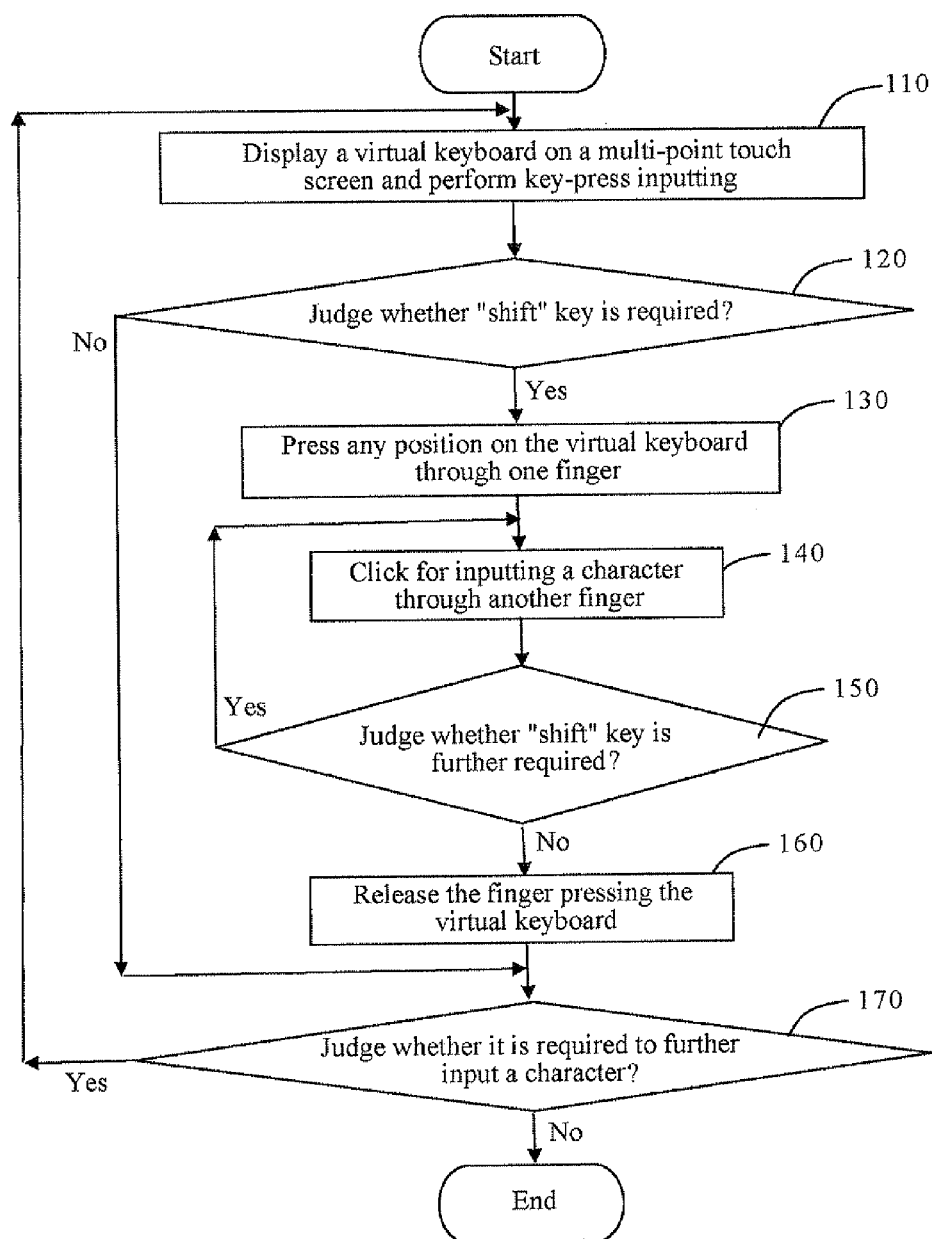 Start
110
Display a virtual keyboard on a multi-point touch
screen and perform key-press inputting
120
Judge whether "shift" key is required?
No
Yes
130
Press any position on the virtual keyboard
through one finger
140
Click for inputting a character
through another finger
150
Yes
Judge whether "shift" key is
further required?
No
160
Release the finger pressing the
virtual keyboard
170
Judge whether it is required to further
input a character?
Yes
No
End